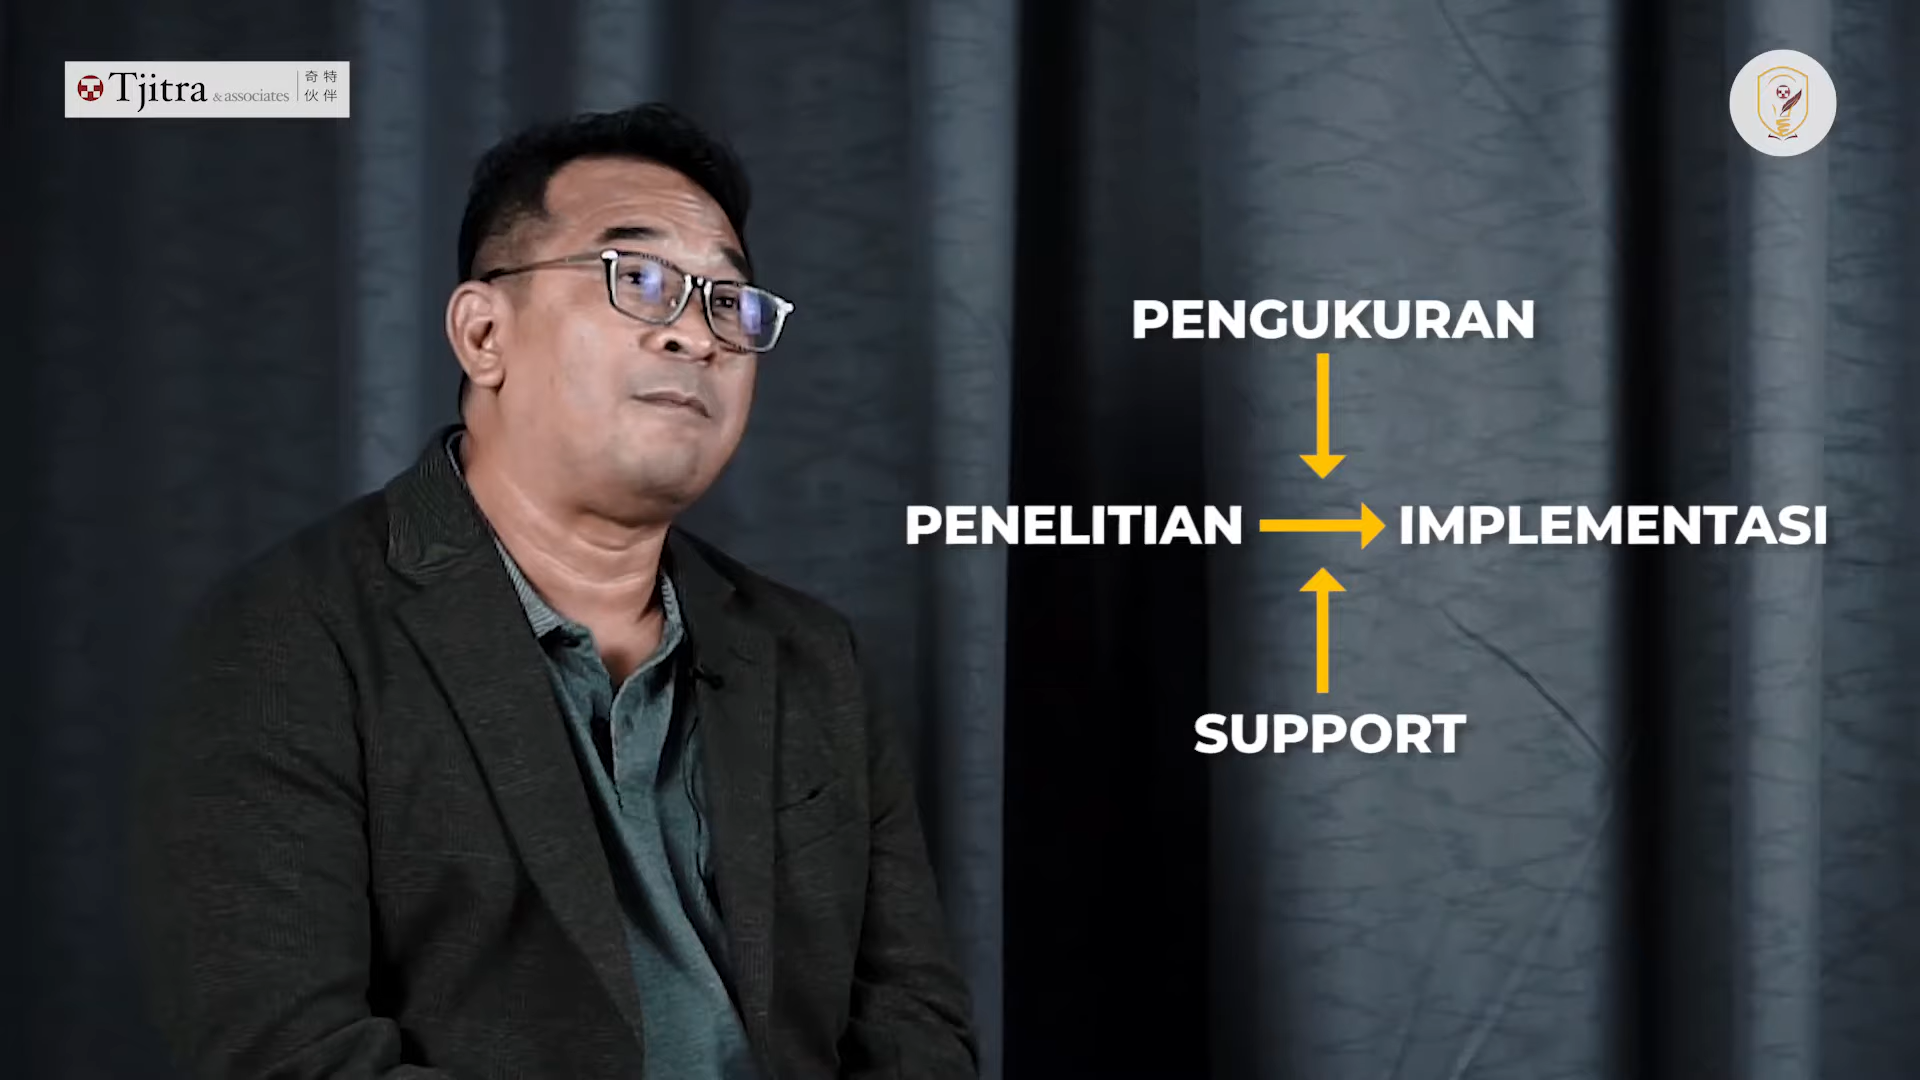 Tjitra & associates
奇特
伙伴
PENGUKURAN
PENELITIAN
IMPLEMENTASI
SUPPORT